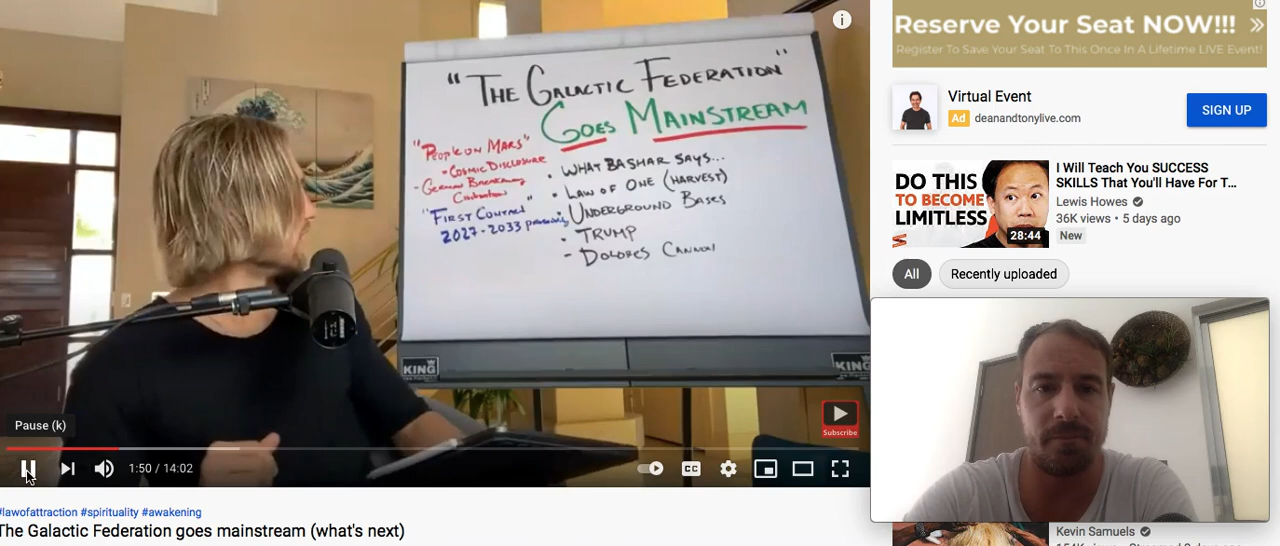 "THE GALACTIC FEDERATION"
GOES MAINSTREAM
"PEOPLE ON MARS"
• COSMIC DISCLOSURE
- GERMAN BREAKAWAY
"FIRST CONTACT"
2027-2033
• WHAT BASHAR SAYS...
• LAW OF ONE (HARVEST)
• UNDERGROUND BASES
• TRUMP
- DOLORES CANNON
KING
KING
Subscribe
Pause (k)
1:50 / 14:02
CC
#lawofattraction #spirituality #awakening
The Galactic Federation goes mainstream (what's next)
Reserve Your Seat NOW!!!
Register To Save Your Seat To This Once In A Lifetime LIVE Event!
Virtual Event
Ad deanandtonylive.com
SIGN UP
DO THIS
TO BECOME
LIMITLESS
28:44
I Will Teach You SUCCESS
SKILLS That You'll Have For T...
Lewis Howes
36K views • 5 days ago
New
All
Recently uploaded
Kevin Samuels